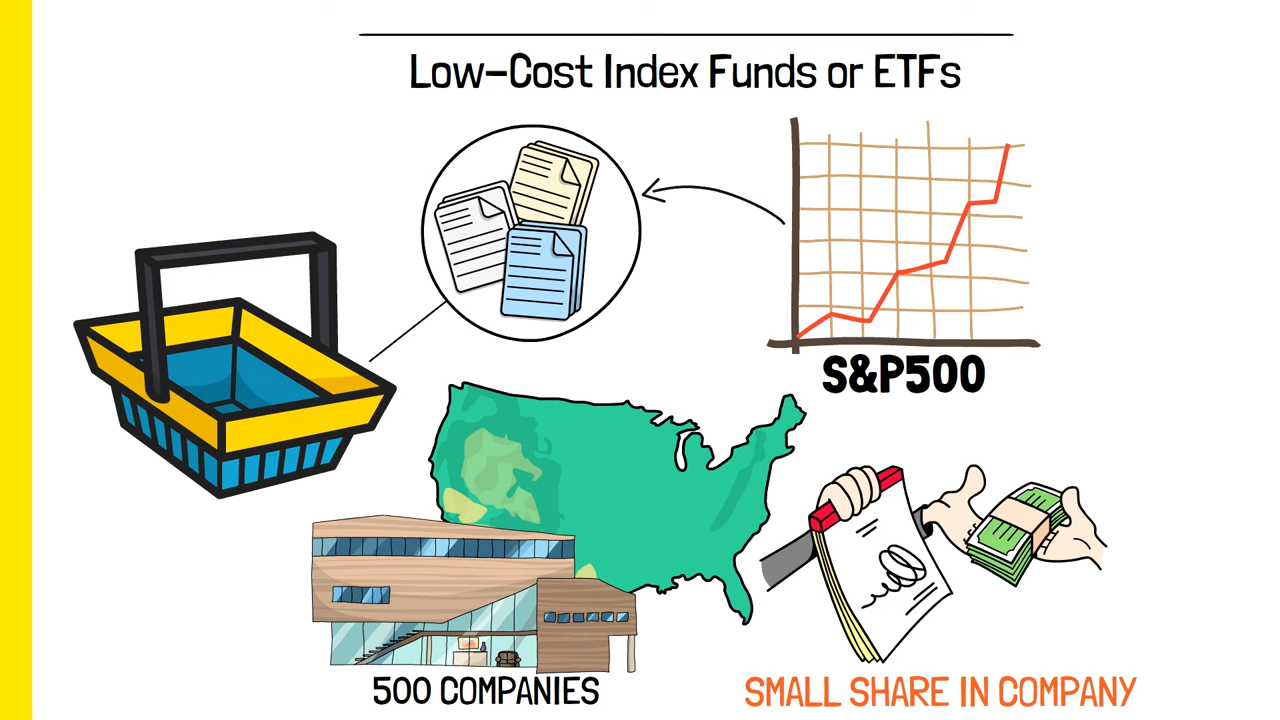 Low-Cost Index Funds or ETFs
S&P500
500 COMPANIES
SMALL SHARE IN COMPANY